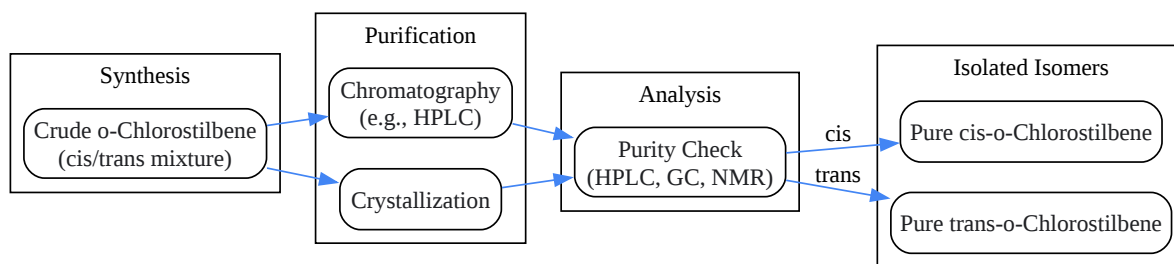 Synthesis
Crude o-Chlorostilbene
(cis/trans mixture)
Purification
Chromatography
(e.g., HPLC)
Crystallization
Analysis
Purity Check
(HPLC, GC, NMR)
cis
trans
Isolated Isomers
Pure cis-o-Chlorostilbene
Pure trans-o-Chlorostilbene